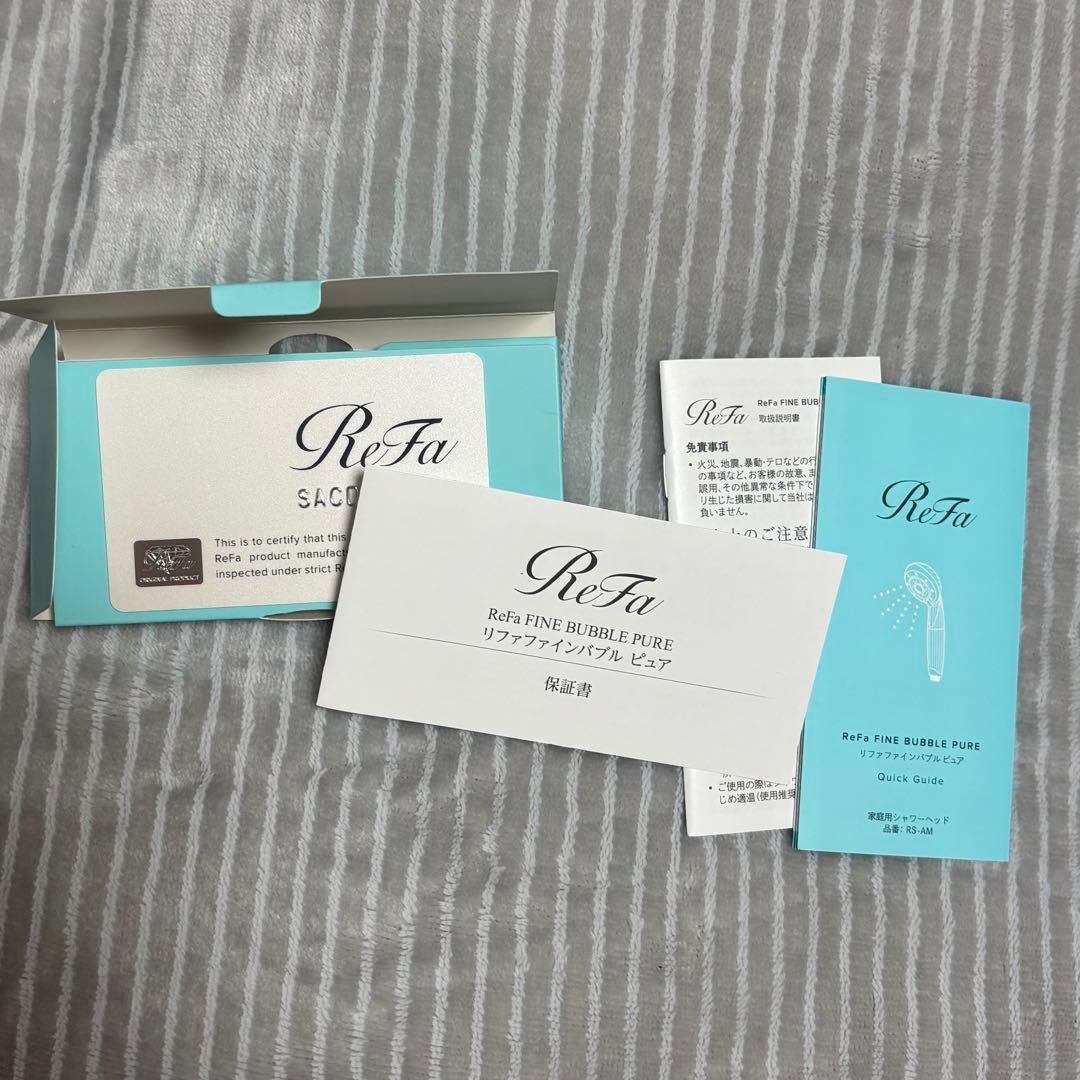 ReFa
SACO
This is to certify that this
ReFa product manufact
inspected under strict R
ORIGINAL PRODUCT
ReFa
ReFa FINE BUBBLE PURE
リファファインバブル ピュア
保証書
ReFa
ReFa FINE BUB
取扱説明書
免責事項
• 火災、地震、暴動・テロなどの行
の事項など、お客様の故意、
誤用、その他異常な条件下で
り生じた損害に関して当社は
負いません。
のご注意
• ご使用の際は
じめ適温(使用推奨
ReFa
ReFa FINE BUBBLE PURE
リファファインバブル ピュア
Quick Guide
家庭用シャワーヘッド
品番：RS-AM